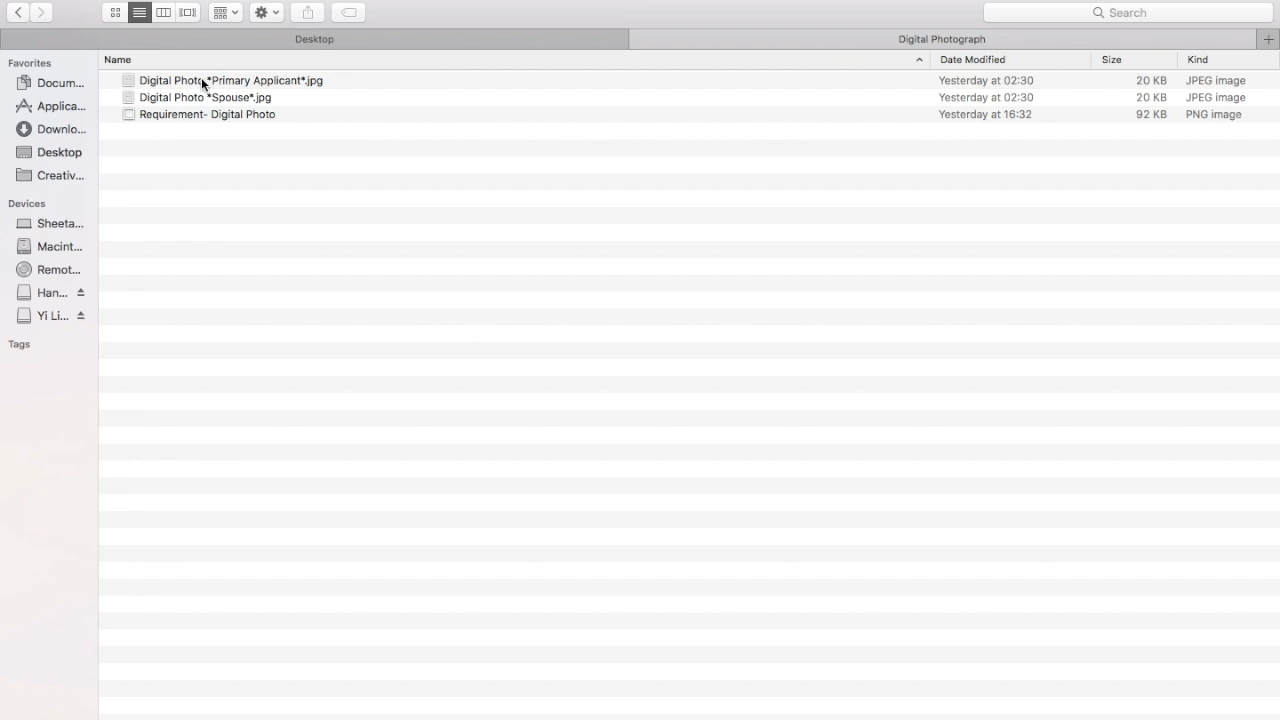 Search
Desktop
Digital Photograph
Favorites
Name
Date Modified
Size
Kind
Docum...
Digital Photo *Primary Applicant*.jpg
Yesterday at 02:30
20 KB
JPEG image
Applica...
Digital Photo *Spouse*.jpg
Yesterday at 02:30
20 KB
JPEG image
Downlo...
Requirement- Digital Photo
Yesterday at 16:32
92 KB
PNG image
Desktop
Creativ...
Devices
Sheeta...
Macint...
Remot...
Han...
Yi Li...
Tags